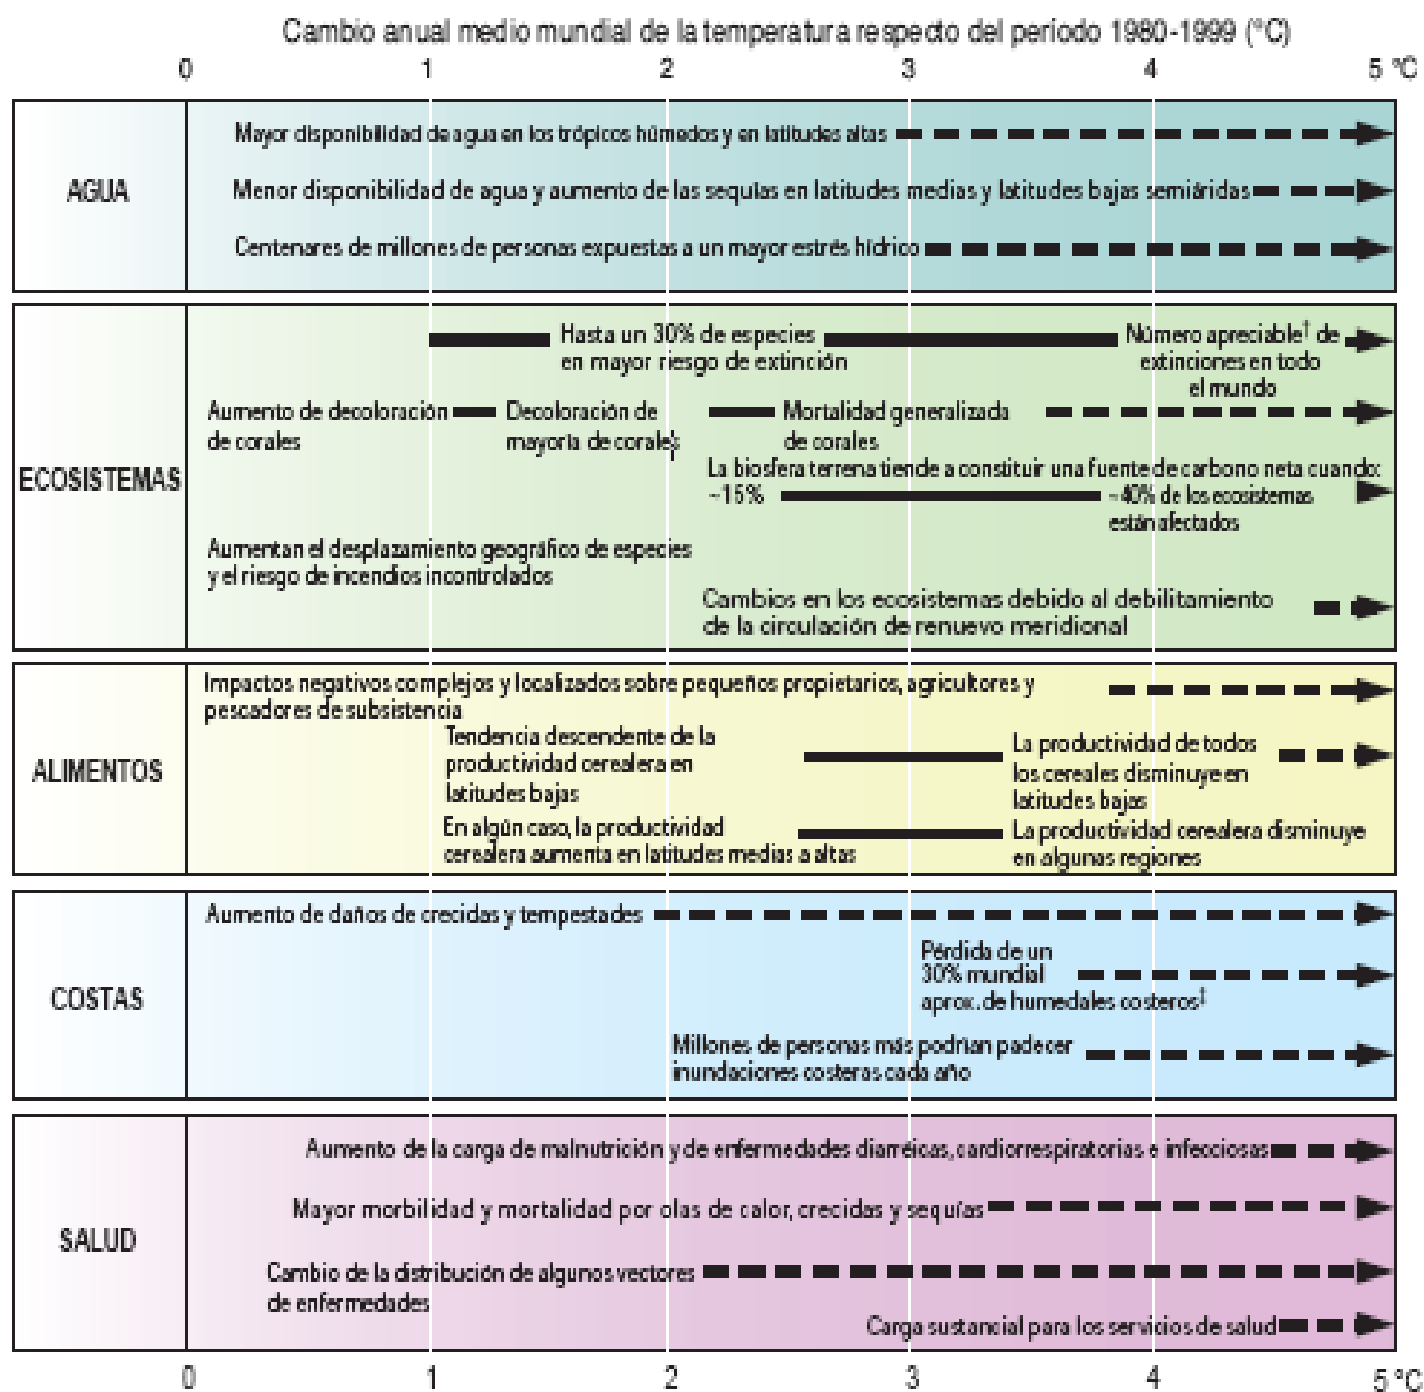 Cambio anual medio mundial de la temperatura respecto del período 1980-1999 (°C)
0 1 2 3 4 5 °C
AGUA
Mayor disponibilidad de agua en los trópicos húmedos y en latitudes altas
Menor disponibilidad de agua y aumento de las sequías en latitudes medias y latitudes bajas semiáridas
Centenares de millones de personas expuestas a un mayor estrés hídrico
ECOSISTEMAS
Hasta un 30% de especies
en mayor riesgo de extinción
Número apreciable† de
extinciones en todo
el mundo
Aumento de decoloración
de corales
Decoloración de
mayoría de corales
Mortalidad generalizada
de corales
La biosfera terrena tiende a constituir una fuente de carbono neta cuando:
~15%
~40% de los ecosistemas
están afectados
Aumentan el desplazamiento geográfico de especies
y el riesgo de incendios incontrolados
Cambios en los ecosistemas debido al debilitamiento
de la circulación de renuevo meridional
ALIMENTOS
Impactos negativos complejos y localizados sobre pequeños propietarios, agricultores y
pescadores de subsistencia
Tendencia descendente de la
productividad cerealera en
latitudes bajas
La productividad de todos
los cereales disminuye en
latitudes bajas
En algún caso, la productividad
cerealera aumenta en latitudes medias a altas
La productividad cerealera disminuye
en algunas regiones
COSTAS
Aumento de daños de crecidas y tempestades
Pérdida de un
30% mundial
aprox. de humedales costeros‡
Millones de personas más podrían padecer
inundaciones costeras cada año
SALUD
Aumento de la carga de malnutrición y de enfermedades diarréicas, cardiorrespiratorias e infecciosas
Mayor morbilidad y mortalidad por olas de calor, crecidas y sequías
Cambio de la distribución de algunos vectores
de enfermedades
Carga sustancial para los servicios de salud
0 1 2 3 4 5 °C